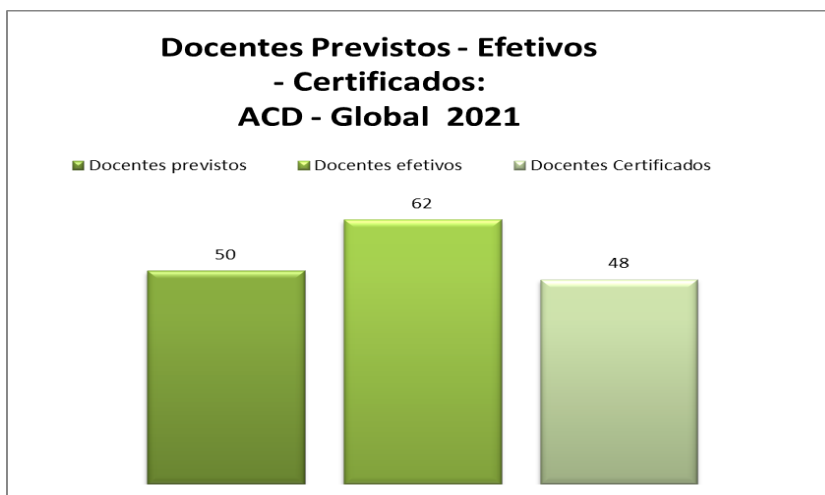 Docentes Previstos - Efetivos
- Certificados:
ACD - Global 2021
Docentes previstos Docentes efetivos Docentes Certificados
62
50
48